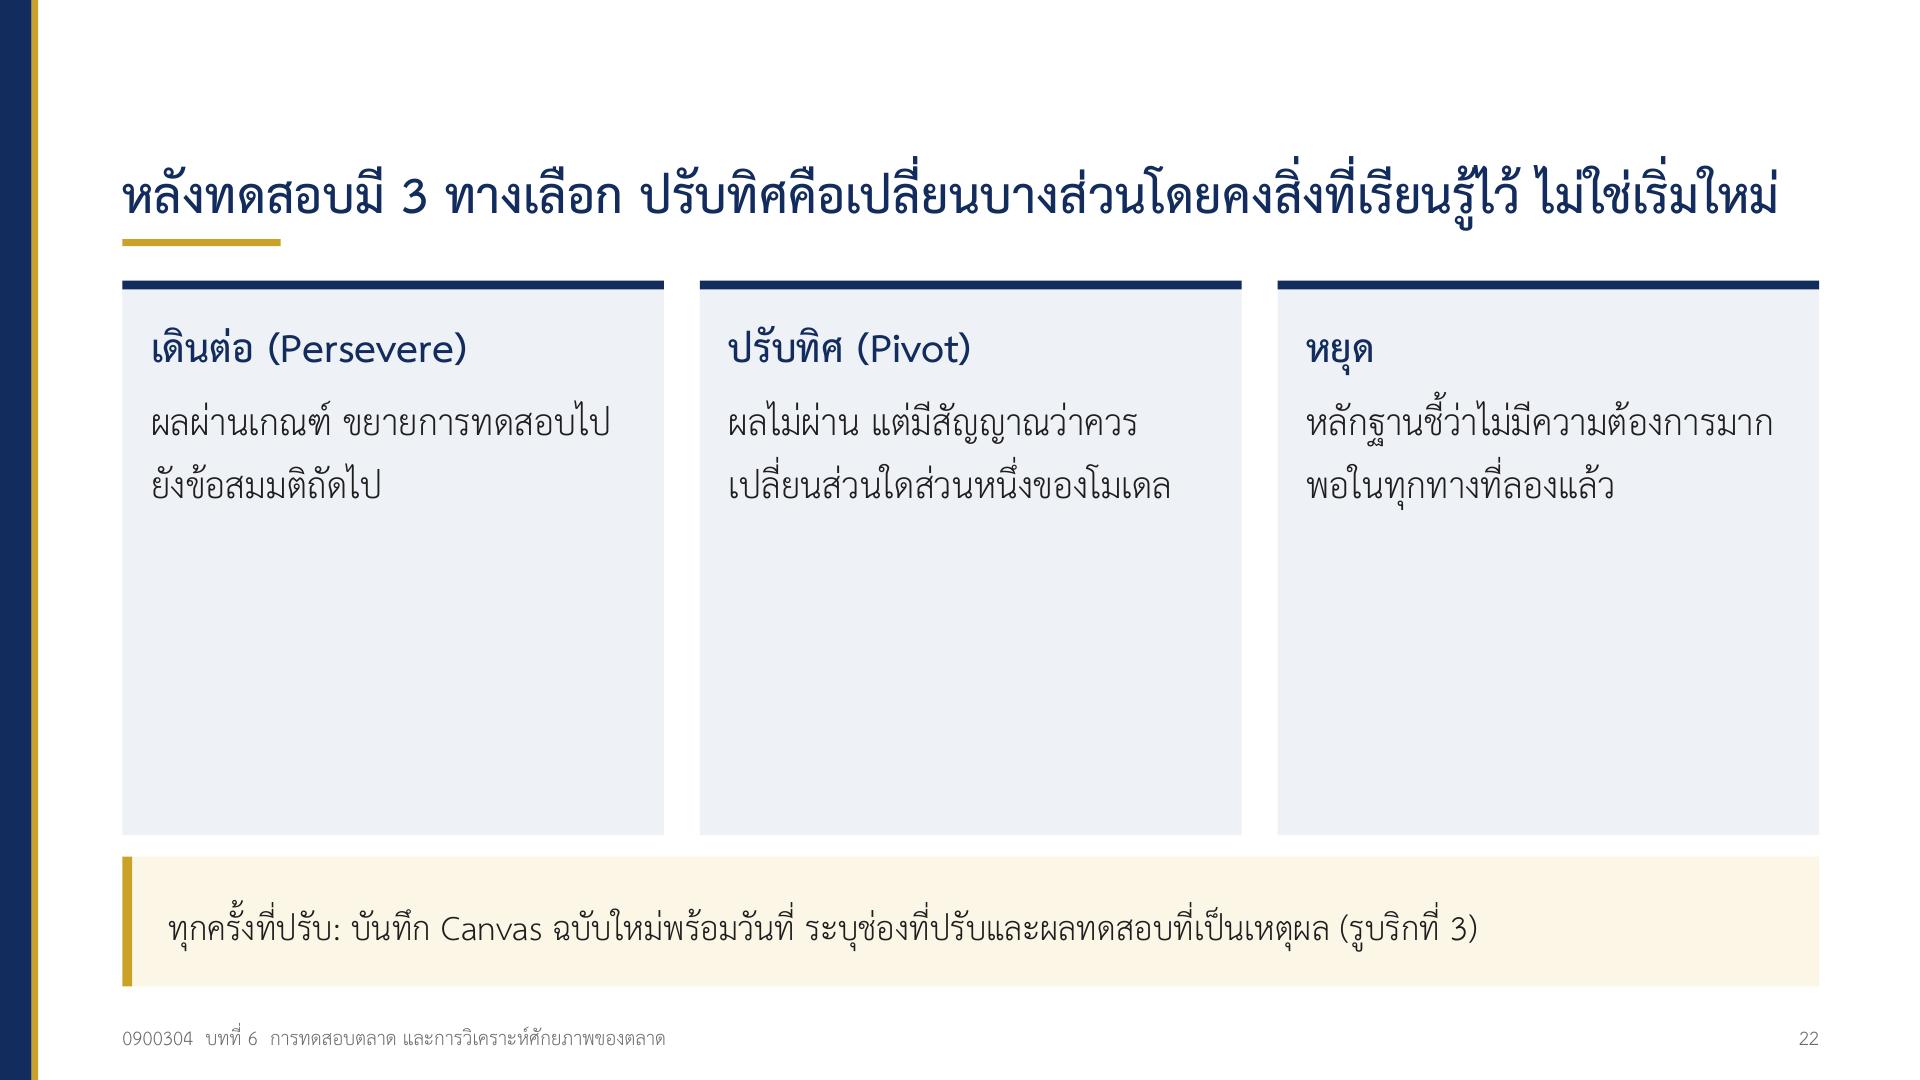 หลังทดสอบมี 3 ทางเลือก ปรับทิศคือเปลี่ยนบางส่วนโดยคงสิ่งที่เรียนรู้ไว้ ไม่ใช่เริ่มใหม่
เดินต่อ (Persevere)
ผลผ่านเกณฑ์ ขยายการทดสอบไป
ยังข้อสมมติถัดไป
ปรับทิศ (Pivot)
ผลไม่ผ่าน แต่มีสัญญาณว่าควร
เปลี่ยนส่วนใดส่วนหนึ่งของโมเดล
หยุด
หลักฐานชี้ว่าไม่มีความต้องการมาก
พอในทุกทางที่ลองแล้ว
ทุกครั้งที่ปรับ: บันทึก Canvas ฉบับใหม่พร้อมวันที่ ระบุช่องที่ปรับและผลทดสอบที่เป็นเหตุผล (รูบริกที่ 3)
0900304 บทที่ 6 การทดสอบตลาด และการวิเคราะห์ศักยภาพของตลาด
22